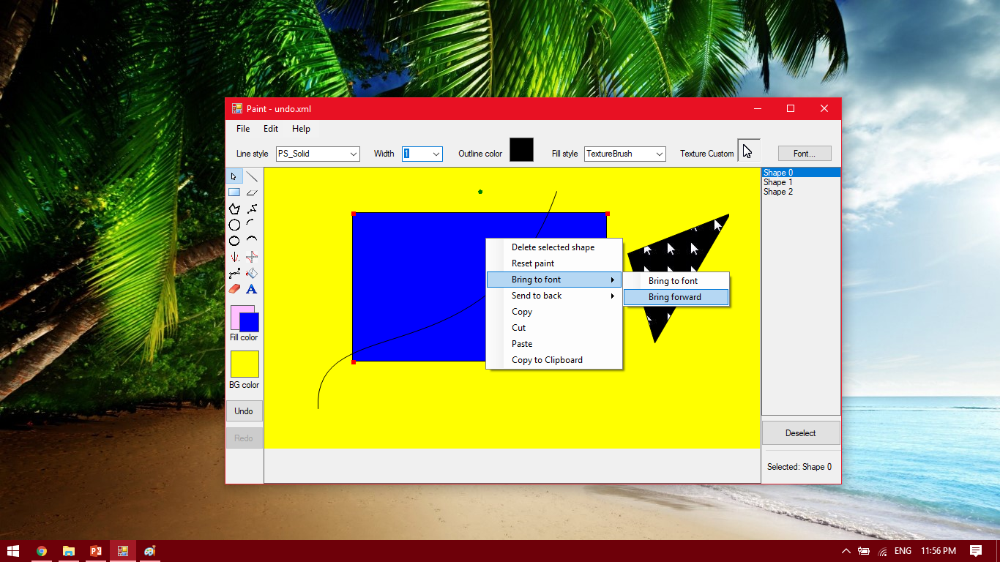 Paint - undo.xml
File Edit Help
Line style PS_Solid Width 1 Outline color Fill style TextureBrush Texture Custom Font...
Shape 0
Shape 1
Shape 2
Delete selected shape
Reset paint
Bring to font
Send to back
Copy
Cut
Paste
Copy to Clipboard
Bring to font
Bring forward
Fill color
BG color
Undo
Redo
Deselect
Selected: Shape 0
ENG 11:56 PM